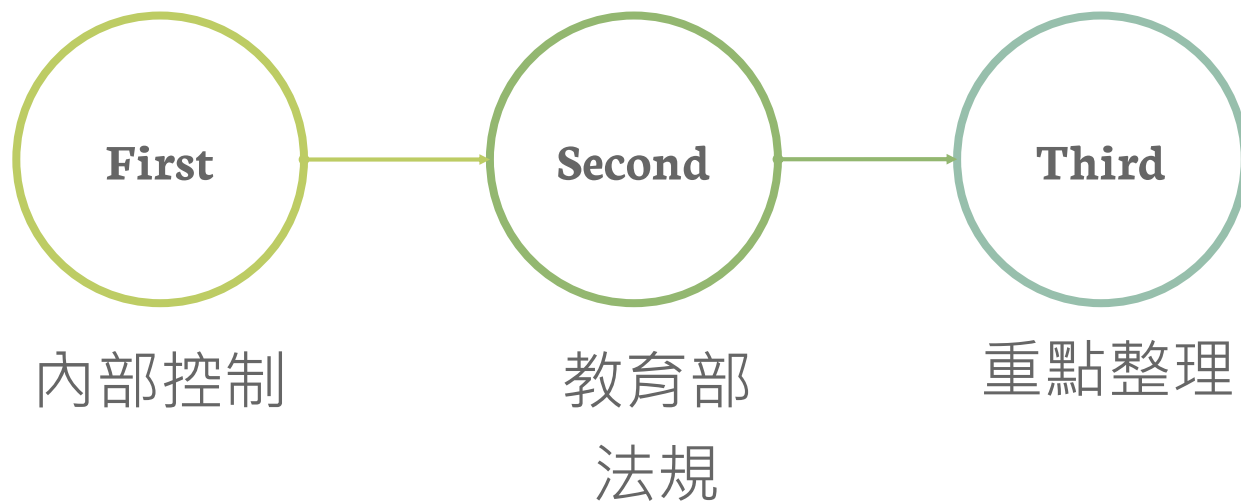 First
Second
Third
內部控制
教育部
法規
重點整理